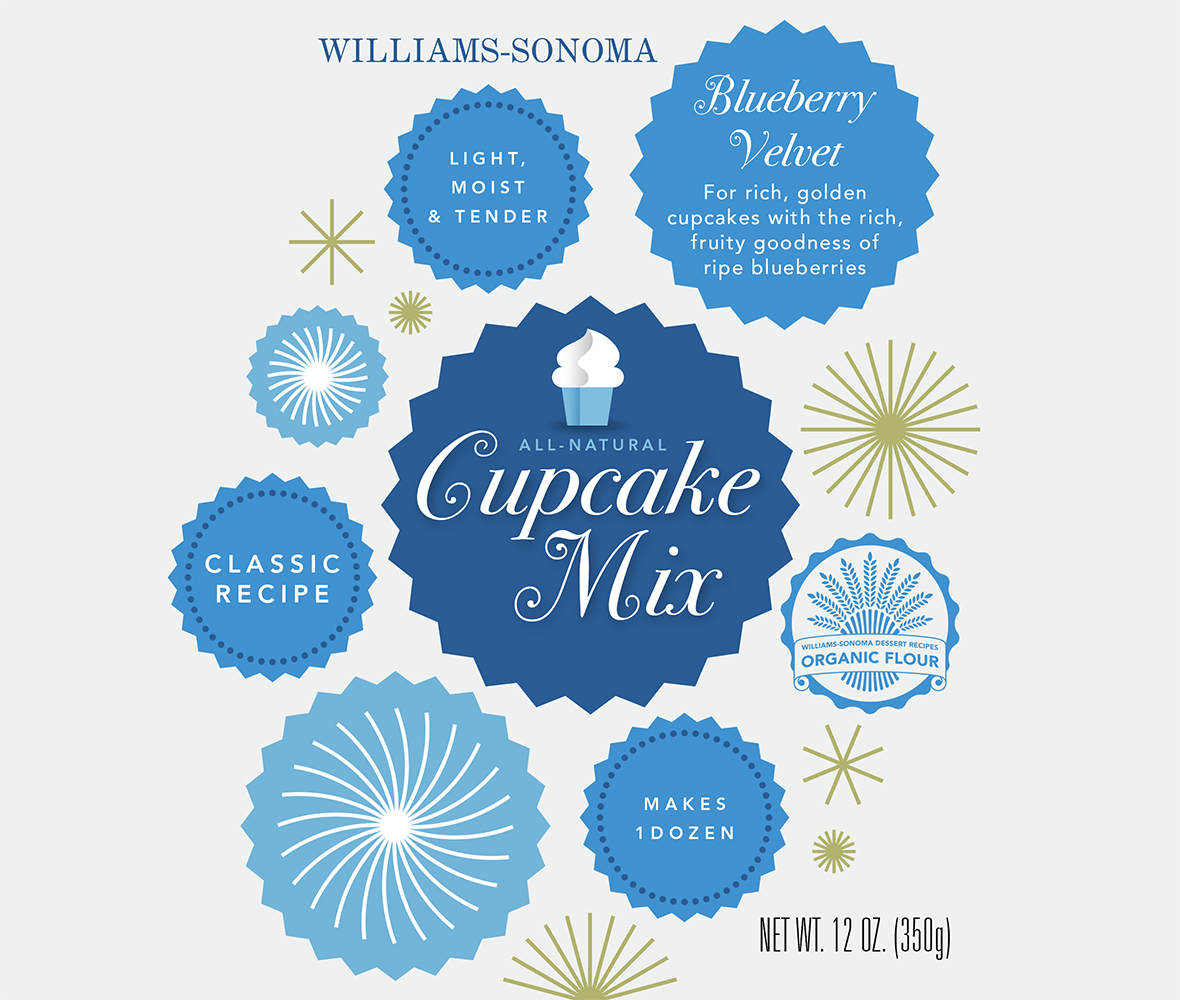 WILLIAMS-SONOMA
Blueberry
Velvet
For rich, golden
cupcakes with the rich,
fruity goodness of
ripe blueberries
LIGHT,
MOIST
& TENDER
ALL-NATURAL
Cupcake
Mix
CLASSIC
RECIPE
WILLIAMS-SONOMA DESSERT RECIPES
ORGANIC FLOUR
MAKES
1 DOZEN
NET WT. 12 OZ. (350g)